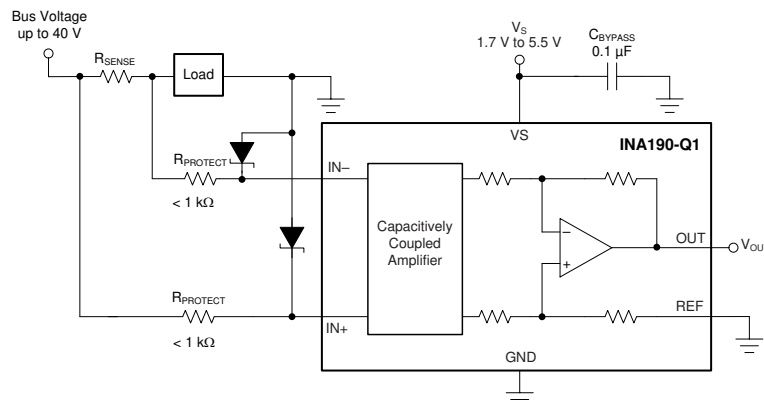 Bus Voltage
up to 40 V
RSENSE
Load
VS
1.7 V to 5.5 V
CBYPASS
0.1 µF
VS
INA190-Q1
RPROTECT
< 1 kΩ
IN–
Capacitively
Coupled
Amplifier
–
+
OUT
VOU
RPROTECT
< 1 kΩ
IN+
REF
GND